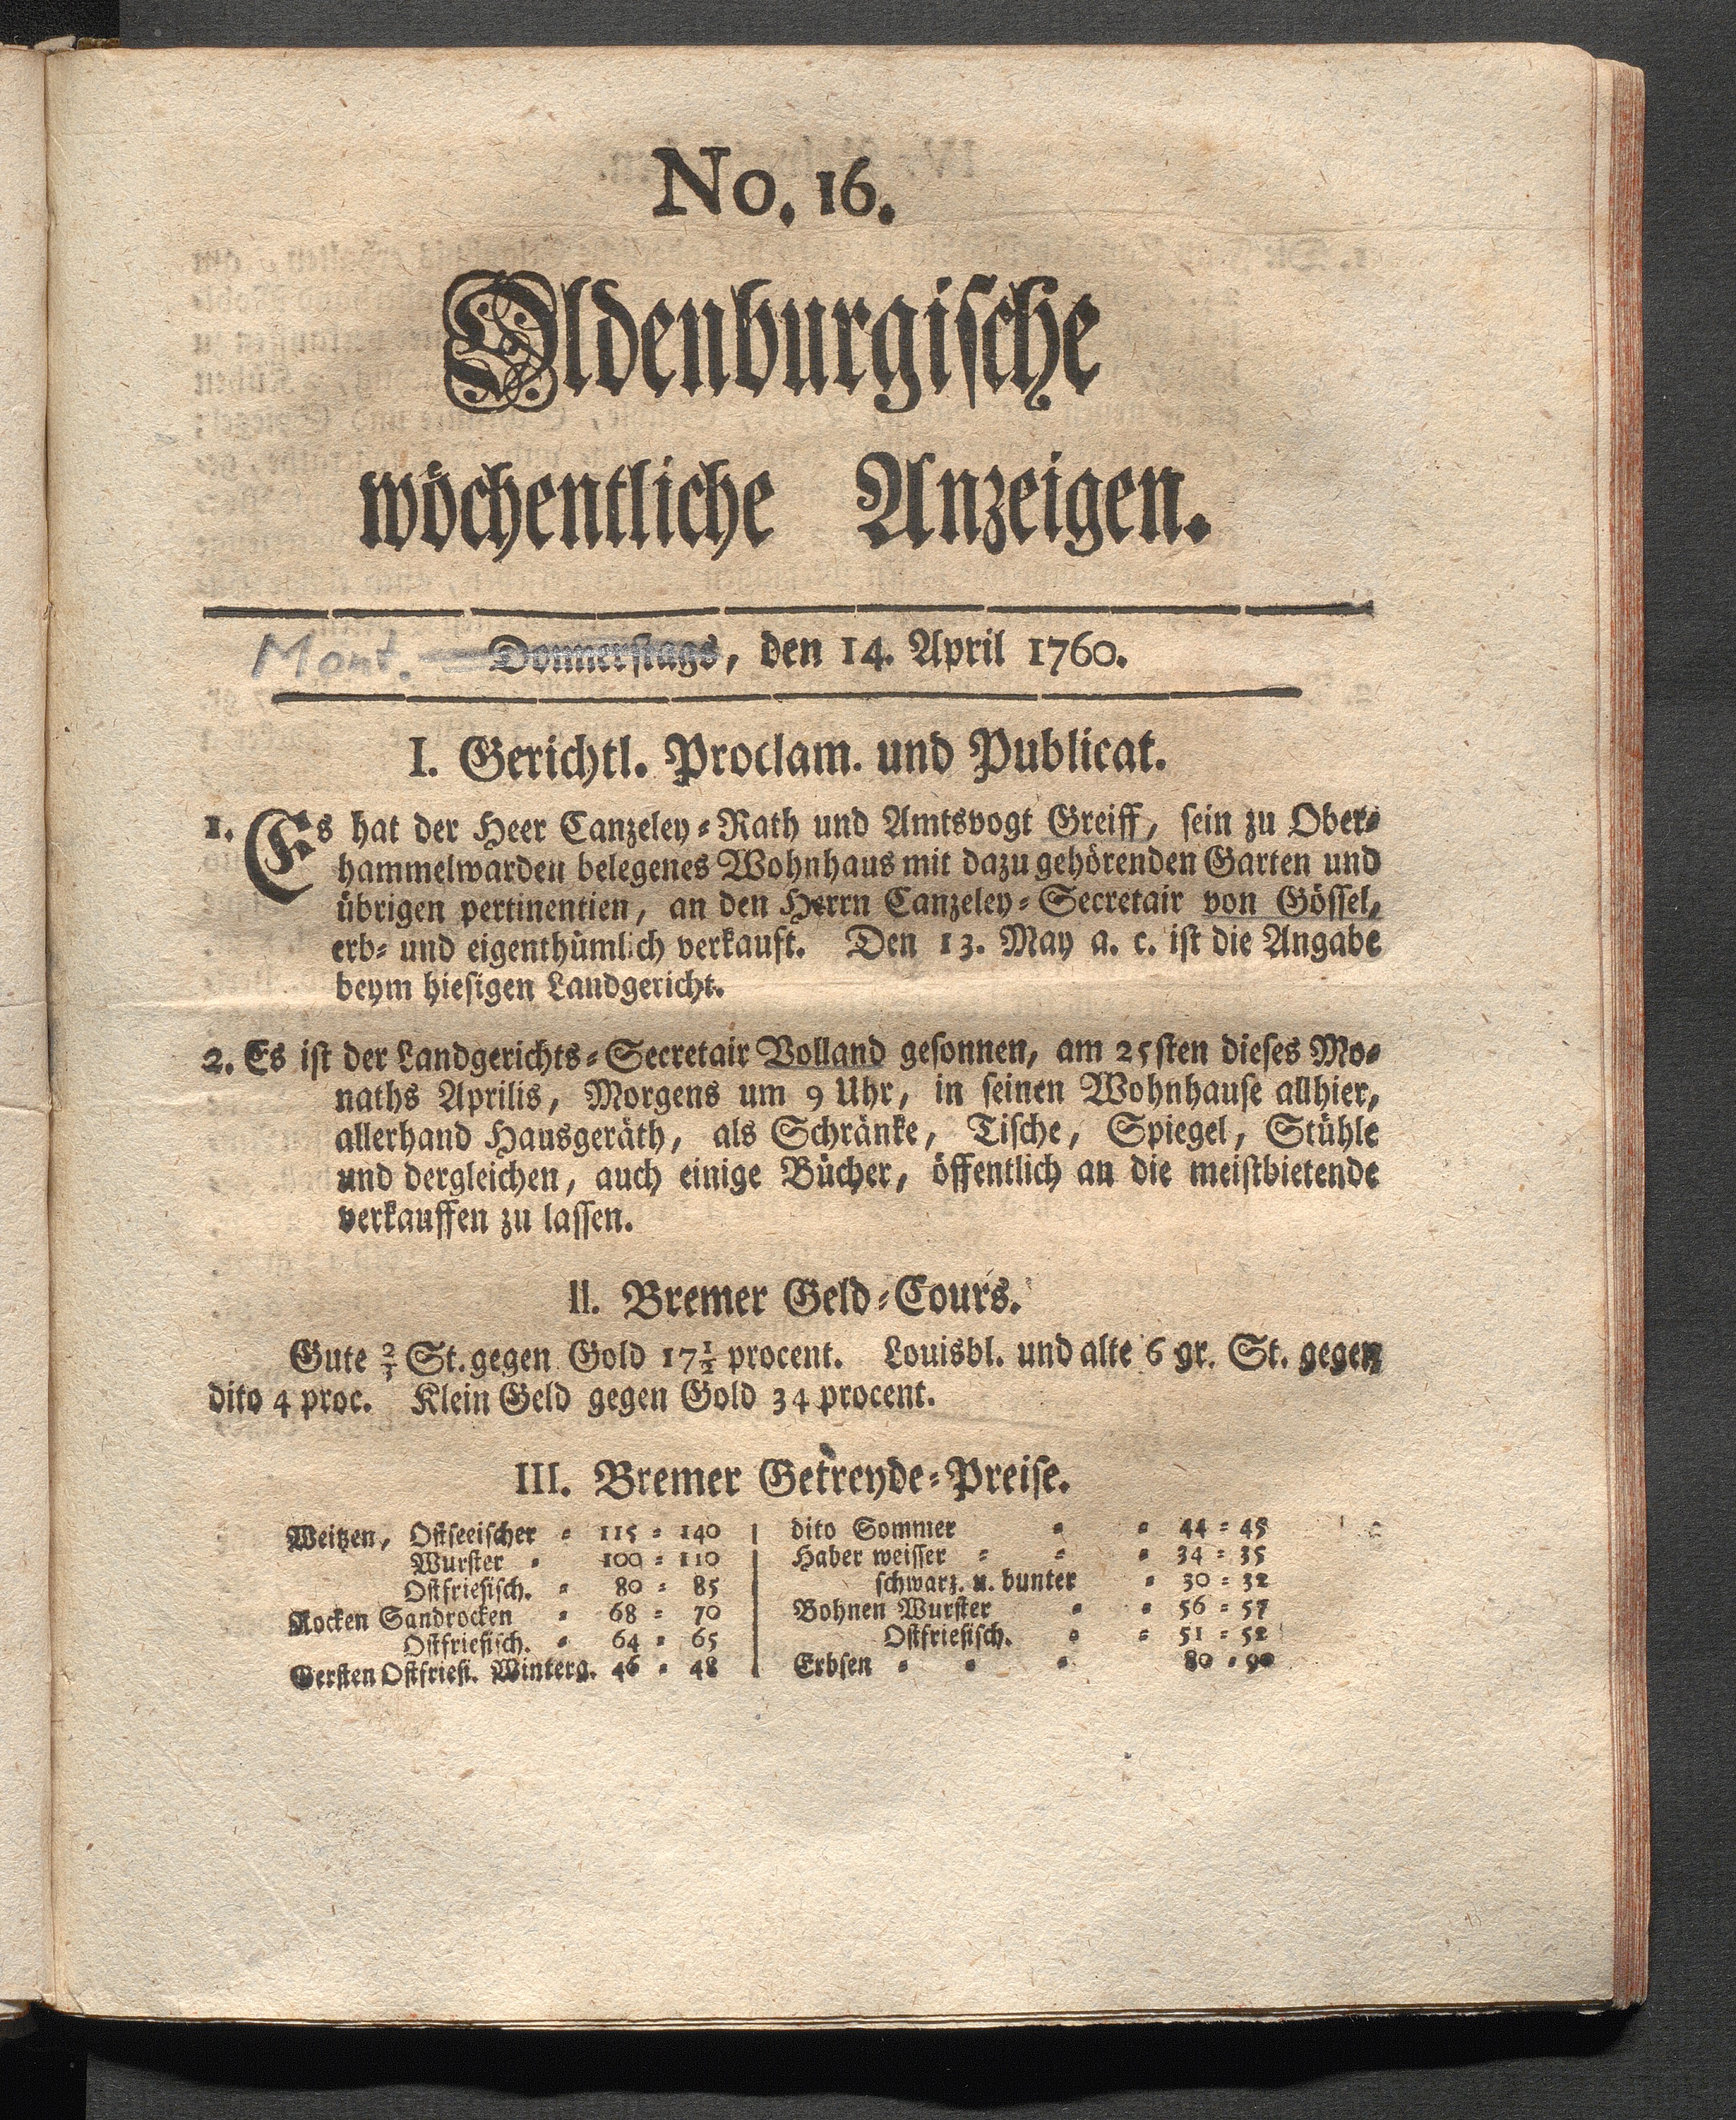 No. 16.
Oldenburgische
wöchentliche Anzeigen.
Mont. Donnerstags, den 14. April 1760.
I. Gerichtl. Proclam. und Publicat.
1. Es hat der Heer Canzeley-Rath und Amtsvogt Greiff, sein zu Ober-
hammelwarden belegenes Wohnhaus mit dazu gehörenden Garten und
übrigen pertinentien, an den Herrn Canzeley-Secretair von Gössel,
erb- und eigenthümlich verkauft. Den 13. May a. c. ist die Angabe
beym hiesigen Landgericht.
2. Es ist der Landgerichts-Secretair Volland gesonnen, am 25sten dieses Mo-
naths Aprilis, Morgens um 9 Uhr, in seinen Wohnhause allhier,
allerhand Hausgeräth, als Schränke, Tische, Spiegel, Stühle
und dergleichen, auch einige Bücher, öffentlich an die meistbietende
verkauffen zu lassen.
II. Bremer Geld-Cours.
Gute 2/3 St. gegen Gold 17 1/2 procent. Louisbl. und alte 6 gr. St. gegen
dito 4 proc. Klein Geld gegen Gold 34 procent.
III. Bremer Getreyde-Preise.
Weitzen, Ostseeischer - 115 - 140
Wurster - 100 - 110
Ostfriesisch. - 80 - 85
Rocken Sandrocken - 68 - 70
Ostfriesisch. - 64 - 65
Gersten Ostfries. Winterg. 46 - 48
dito Sommer - - 44 - 45
Haber weisser - - - 34 - 35
schwarz. u. bunter - 30 - 32
Bohnen Wurster - - 56 - 57
Ostfriesisch. - - 51 - 52
Erbsen - - - 80 - 90